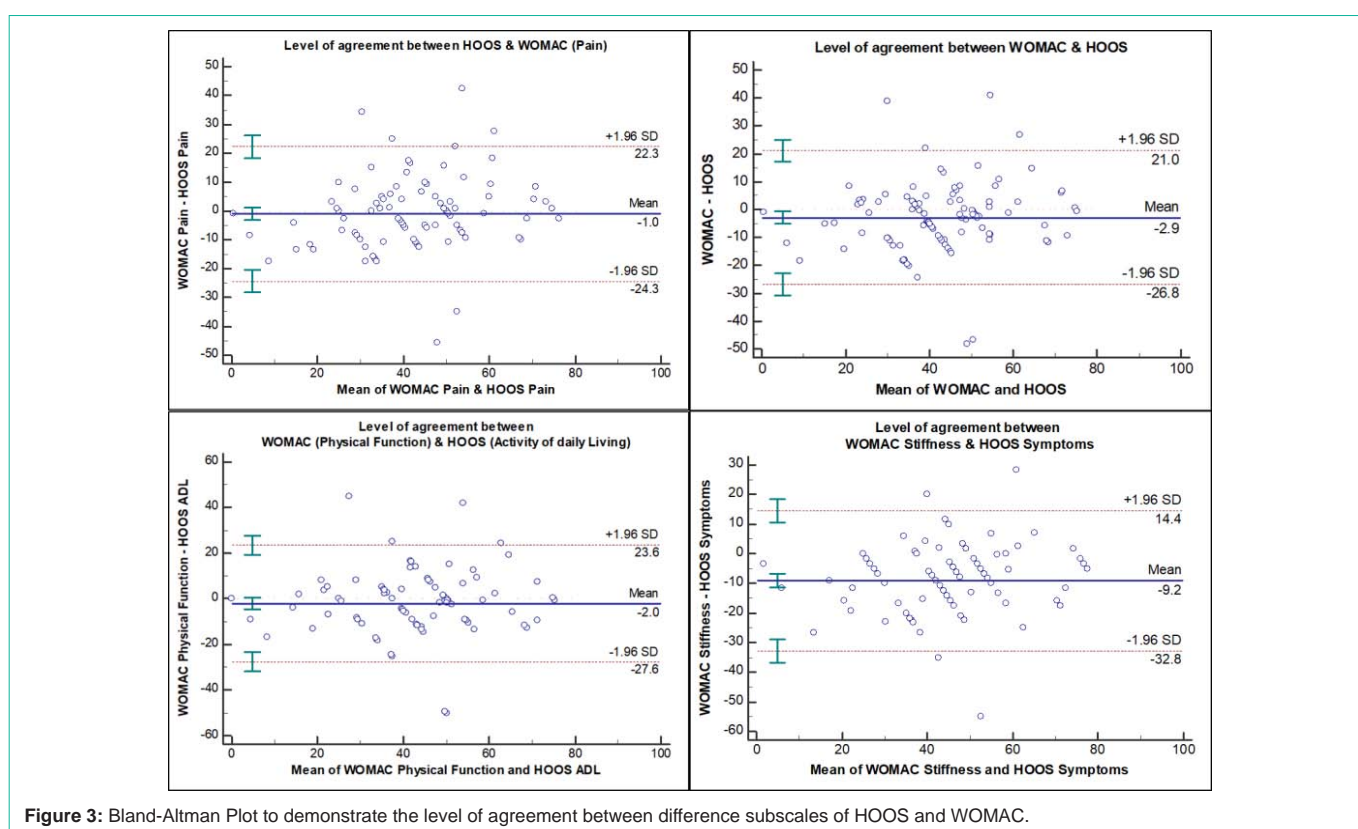 Level of agreement between HOOS & WOMAC (Pain)
50
40
30
20
10
0
-10
-20
-30
-40
-50
WOMAC Pain - HOOS Pain
+1.96 SD
22.3
Mean
-1.0
-1.96 SD
-24.3
0 20 40 60 80 100
Mean of WOMAC Pain & HOOS Pain
Level of agreement between WOMAC & HOOS
50
40
30
20
10
0
-10
-20
-30
-40
-50
WOMAC - HOOS
+1.96 SD
21.0
Mean
-2.9
-1.96 SD
-26.8
0 20 40 60 80 100
Mean of WOMAC and HOOS
Level of agreement between
WOMAC (Physical Function) & HOOS (Activity of daily Living)
60
40
20
0
-20
-40
-60
WOMAC Physical Function - HOOS ADL
+1.96 SD
23.6
Mean
-2.0
-1.96 SD
-27.6
0 20 40 60 80 100
Mean of WOMAC Physical Function and HOOS ADL
Level of agreement between
WOMAC Stiffness & HOOS Symptoms
30
20
10
0
-10
-20
-30
-40
-50
-60
WOMAC Stiffness - HOOS Symptoms
+1.96 SD
14.4
Mean
-9.2
-1.96 SD
-32.8
0 20 40 60 80 100
Mean of WOMAC Stiffness and HOOS Symptoms
Figure 3: Bland-Altman Plot to demonstrate the level of agreement between difference subscales of HOOS and WOMAC.